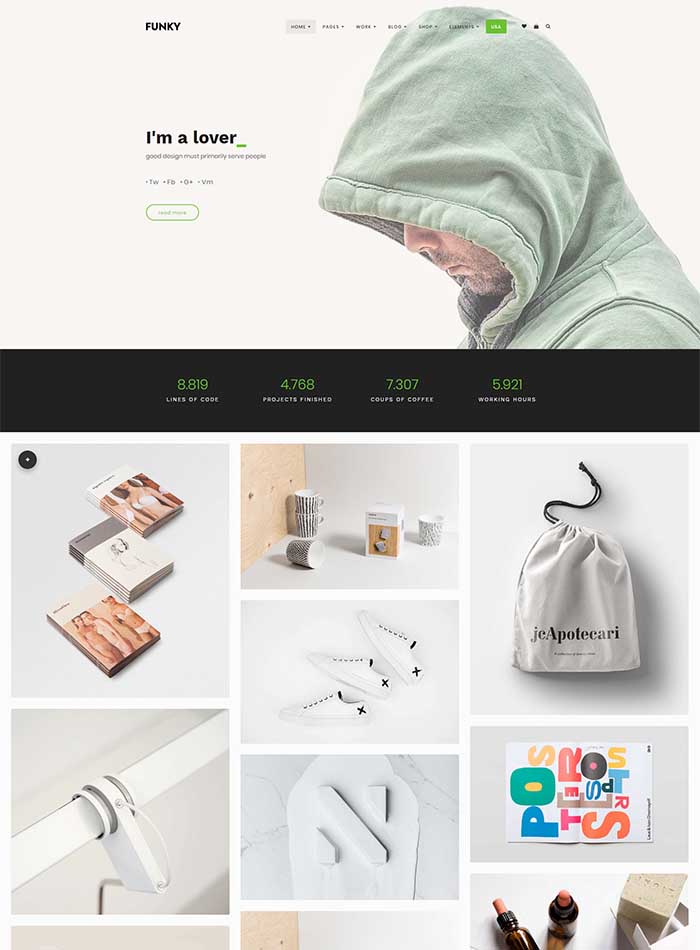 FUNKY
HOME PAGES WORK BLOG SHOP ELEMENTS USA
I'm a lover_
good design must primarily serve people
• Tw • Fb • G+ • Vm
read more
8.819 4.768 7.307 5.921
LINES OF CODE PROJECTS FINISHED COUPS OF COFFEE WORKING HOURS
jcApotecari
POSTERS